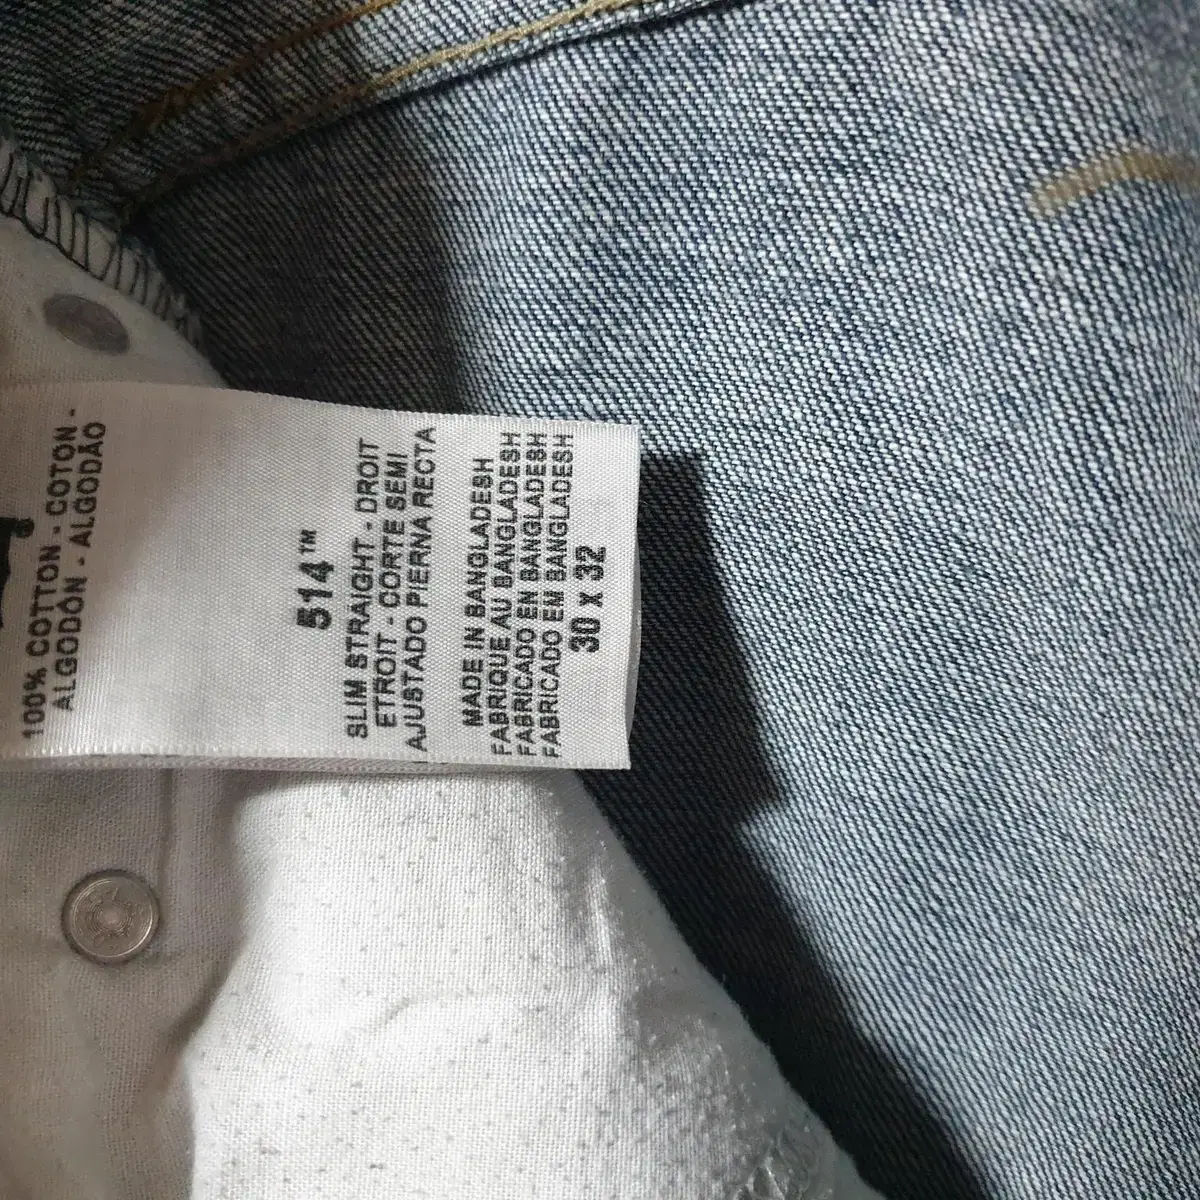 100% COTTON - COTON -
ALGODÓN - ALGODÃO
514™
SLIM STRAIGHT - DROIT
ETROIT - CORTE SEMI
AJUSTADO PIERNA RECTA
MADE IN BANGLADESH
FABRIQUE AU BANGLADESH
FABRICADO EN BANGLADESH
FABRICADO EM BANGLADESH
30 x 32